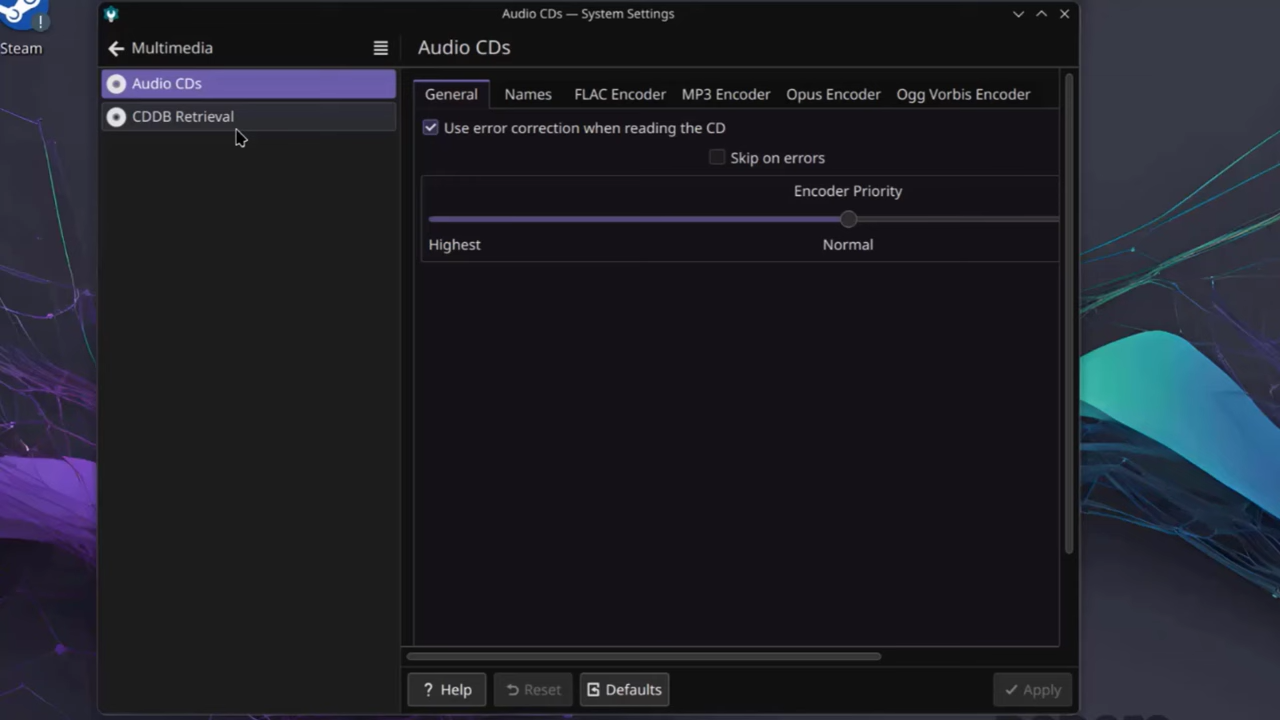 Steam
Audio CDs — System Settings
Multimedia
Audio CDs
Audio CDs
CDDB Retrieval
General Names FLAC Encoder MP3 Encoder Opus Encoder Ogg Vorbis Encoder
Use error correction when reading the CD
Skip on errors
Encoder Priority
Highest Normal
? Help Reset Defaults Apply